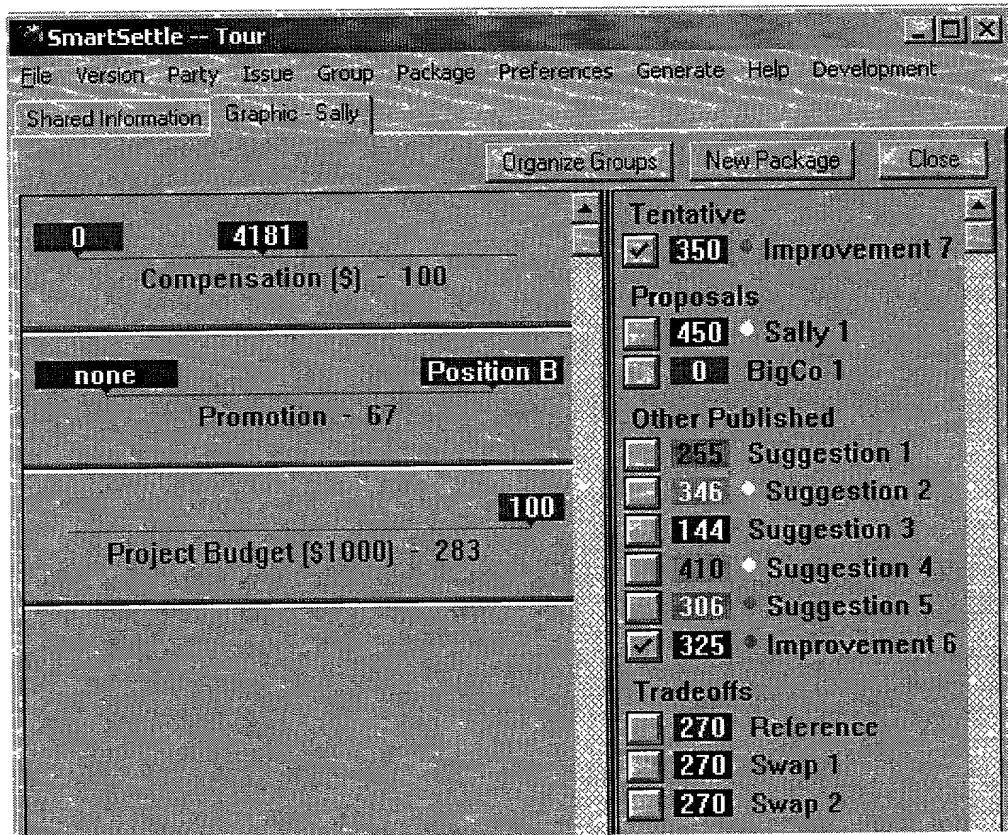 SmartSettle -- Tour
File Version Party Issue Group Package Preferences Generate Help Development
Shared Information Graphic - Sally
Organize Groups New Package Close
0 4181
Compensation ($) - 100
none Position B
Promotion - 67
100
Project Budget ($1000) - 283
Tentative
350 Improvement 7
Proposals
450 Sally 1
0 BigCo 1
Other Published
255 Suggestion 1
346 Suggestion 2
144 Suggestion 3
410 Suggestion 4
306 Suggestion 5
325 Improvement 6
Tradeoffs
270 Reference
270 Swap 1
270 Swap 2